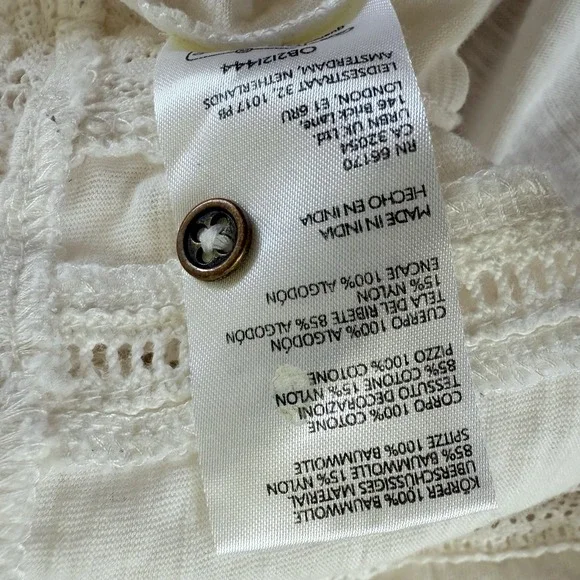 KÖRPER 100% BAUMWOLLE
ÜBERSCHÜSSIGES MATERIAL
85% BAUMWOLLE 15% NYLON
SPITZE 100% BAUMWOLLE
CORPO 100% COTONE
TESSUTO DECORAZIONI
85% COTONE 15% NYLON
PIZZO 100% COTONE
CUERPO 100% ALGODÓN
TELA DEL RIBETE 85% ALGODÓN
15% NYLON
ENCAJE 100% ALGODÓN
MADE IN INDIA
HECHO EN INDIA
RN 66170
CA 32054
URBN UK Ltd
146 Brick Lane,
LONDON, E1 6RU
LEIDSESTRAAT 32, 1017 PB
AMSTERDAM, NETHERLANDS
OB2121444